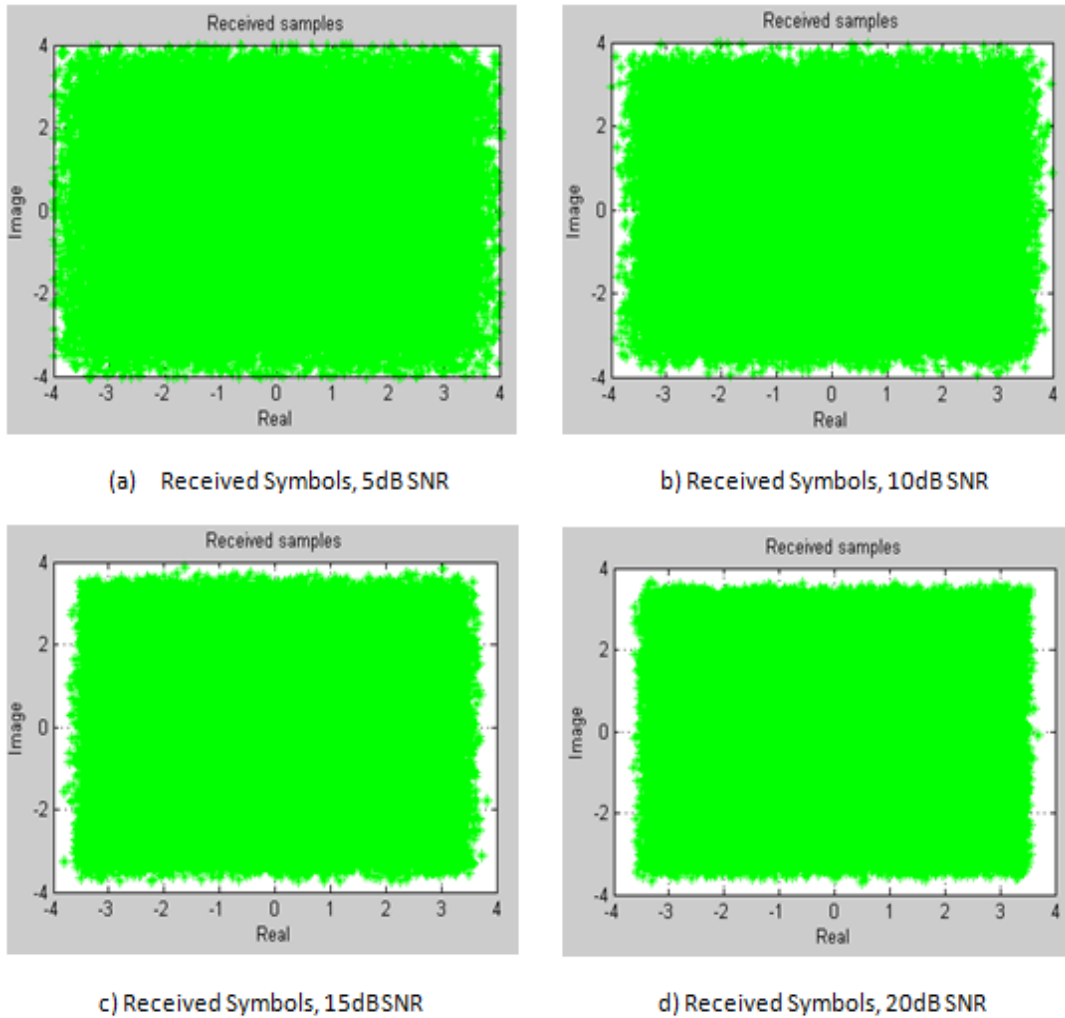 Received samples
4
2
0
-2
-4
Image
-4 -3 -2 -1 0 1 2 3 4
Real
(a) Received Symbols, 5dB SNR
Received samples
4
2
0
-2
-4
Image
-4 -3 -2 -1 0 1 2 3 4
Real
b) Received Symbols, 10dB SNR
Received samples
4
2
0
-2
-4
Image
-4 -3 -2 -1 0 1 2 3 4
Real
c) Received Symbols, 15dBSNR
Received samples
4
2
0
-2
-4
Image
-4 -3 -2 -1 0 1 2 3 4
Real
d) Received Symbols, 20dB SNR